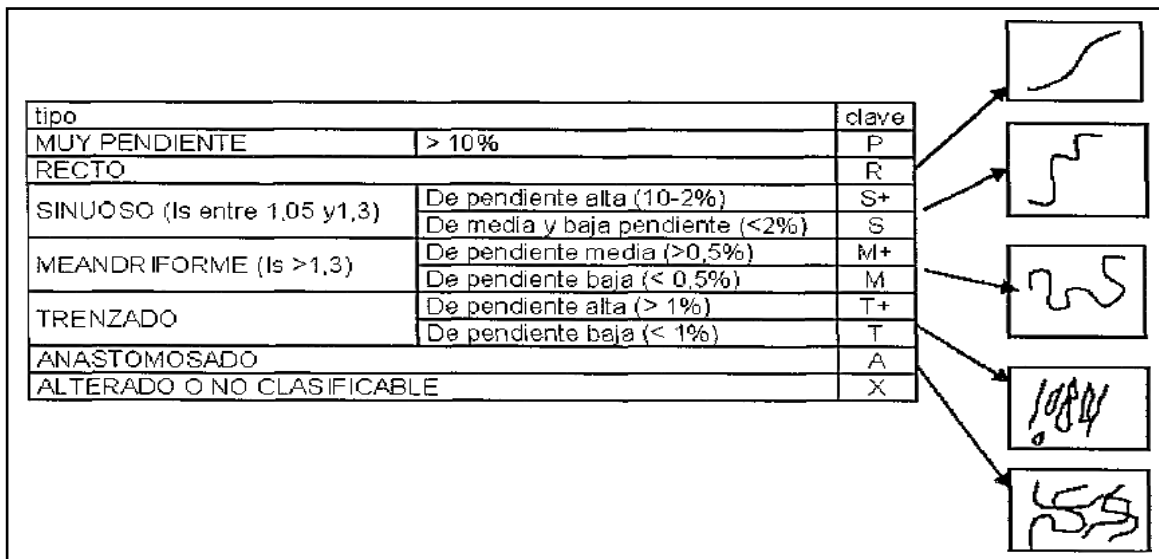 tipo clave
MUY PENDIENTE > 10% P
RECTO R
SINUOSO (Is entre 1,05 y1,3) De pendiente alta (10-2%) S+
De media y baja pendiente (<2%) S
MEANDRIFORME (Is >1,3) De pendiente media (>0,5%) M+
De pendiente baja (< 0,5%) M
TRENZADO De pendiente alta (> 1%) T+
De pendiente baja (< 1%) T
ANASTOMOSADO A
ALTERADO O NO CLASIFICABLE X